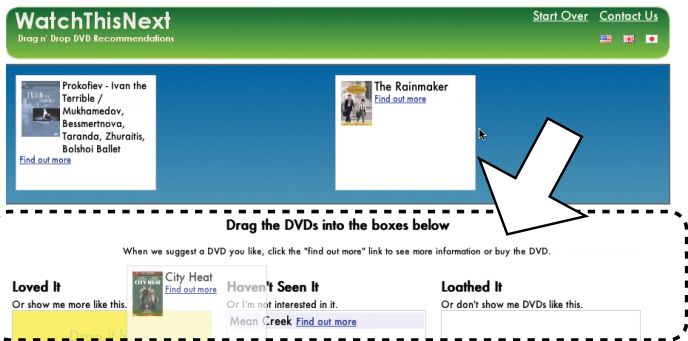 WatchThisNext
Drag n' Drop DVD Recommendations
Start Over Contact Us
Prokofiev - Ivan the
Terrible /
Mukhamedov,
Bessmertnova,
Taranda, Zhuraitis,
Bolshoi Ballet
Find out more
The Rainmaker
Find out more
Drag the DVDs into the boxes below
When we suggest a DVD you like, click the "find out more" link to see more information or buy the DVD.
Loved It
Or show me more like this.
City Heat
Find out more
CITY HEAT
Haven't Seen It
Or I'm not interested in it.
Mean Creek Find out more
Loathed It
Or don't show me DVDs like this.